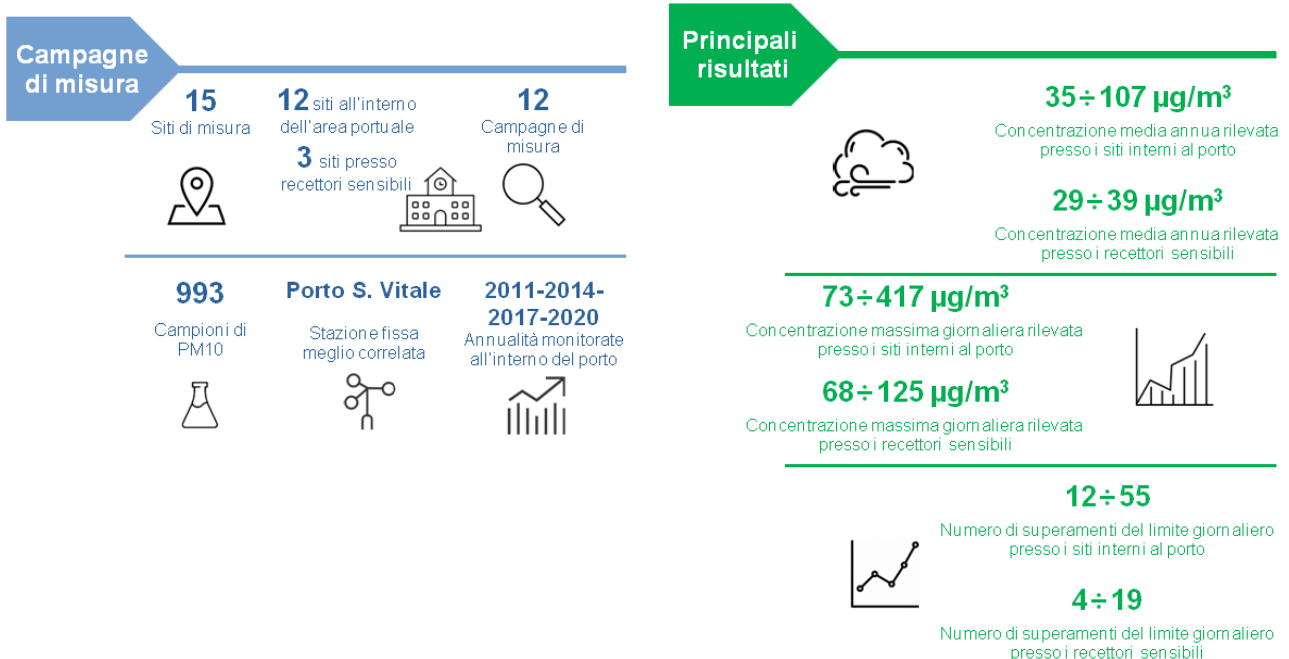 Campagne
di misura
15
Siti di misura
12 siti all'interno
dell'area portuale
3 siti presso
recettori sensibili
12
Campagne di
misura
993
Campioni di
PM10
Porto S. Vitale
Stazione fissa
meglio correlata
2011-2014-
2017-2020
Annualità monitorate
all'interno del porto
Principali
risultati
35÷107 µg/m³
Concentrazione media annua rilevata
presso i siti interni al porto
29÷39 µg/m³
Concentrazione media annua rilevata
presso i recettori sensibili
73÷417 µg/m³
Concentrazione massima giornaliera rilevata
presso i siti interni al porto
68÷125 µg/m³
Concentrazione massima giornaliera rilevata
presso i recettori sensibili
12÷55
Numero di superamenti del limite giornaliero
presso i siti interni al porto
4÷19
Numero di superamenti del limite giornaliero
presso i recettori sensibili